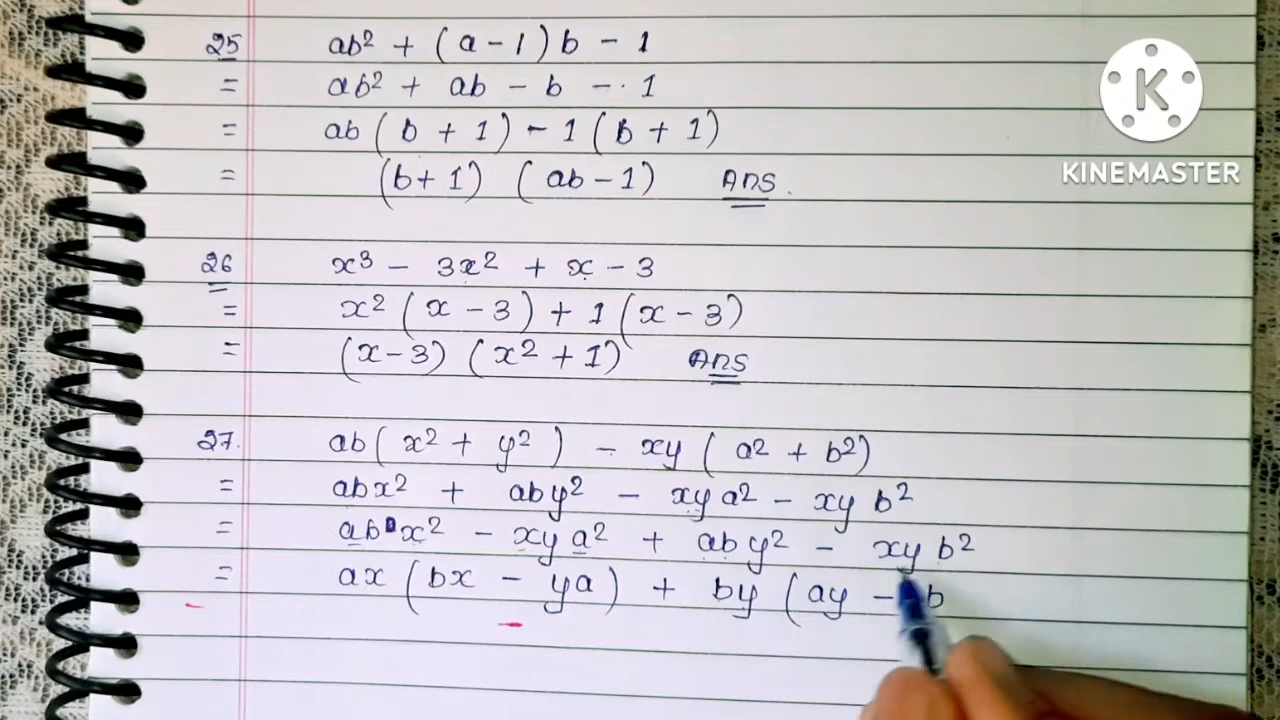 25 ab² + (a - 1) b - 1
= ab² + ab - b - 1
= ab (b + 1) - 1 (b + 1)
= (b + 1) (ab - 1) Ans.
26 x³ - 3x² + x - 3
= x² (x - 3) + 1 (x - 3)
= (x - 3) (x² + 1) Ans
27. ab (x² + y²) - xy (a² + b²)
= abx² + aby² - xya² - xyb²
= abx² - xya² + aby² - xyb²
= ax (bx - ya) + by (ay - b
K
KINEMASTER